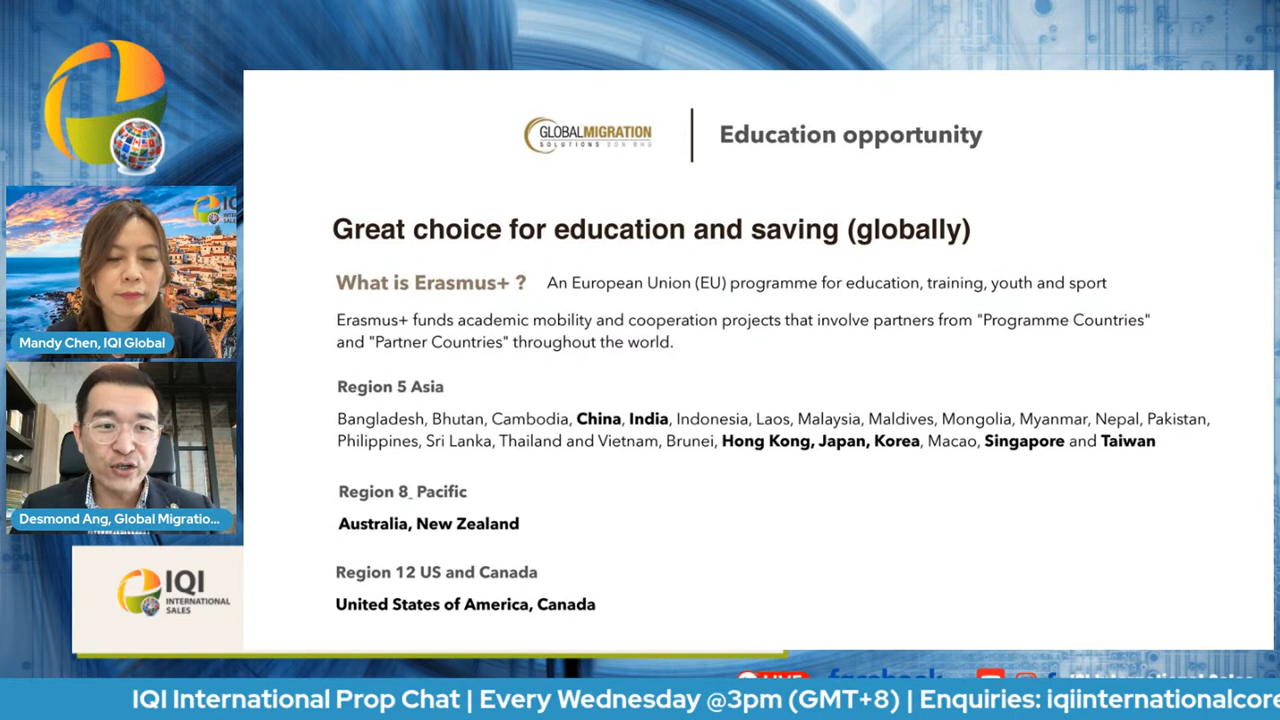 GLOBALMIGRATION
SOLUTIONS SDN BHD
Education opportunity
Great choice for education and saving (globally)
What is Erasmus+ ? An European Union (EU) programme for education, training, youth and sport
Erasmus+ funds academic mobility and cooperation projects that involve partners from "Programme Countries"
and "Partner Countries" throughout the world.
Region 5 Asia
Bangladesh, Bhutan, Cambodia, China, India, Indonesia, Laos, Malaysia, Maldives, Mongolia, Myanmar, Nepal, Pakistan,
Philippines, Sri Lanka, Thailand and Vietnam, Brunei, Hong Kong, Japan, Korea, Macao, Singapore and Taiwan
Region 8_ Pacific
Australia, New Zealand
Region 12 US and Canada
United States of America, Canada
Mandy Chen, IQI Global
Desmond Ang, Global Migratio...
IQI
INTERNATIONAL
SALES
LIVE
facebook
IQI International Prop Chat | Every Wednesday @3pm (GMT+8) | Enquiries: iqiinternationalcore